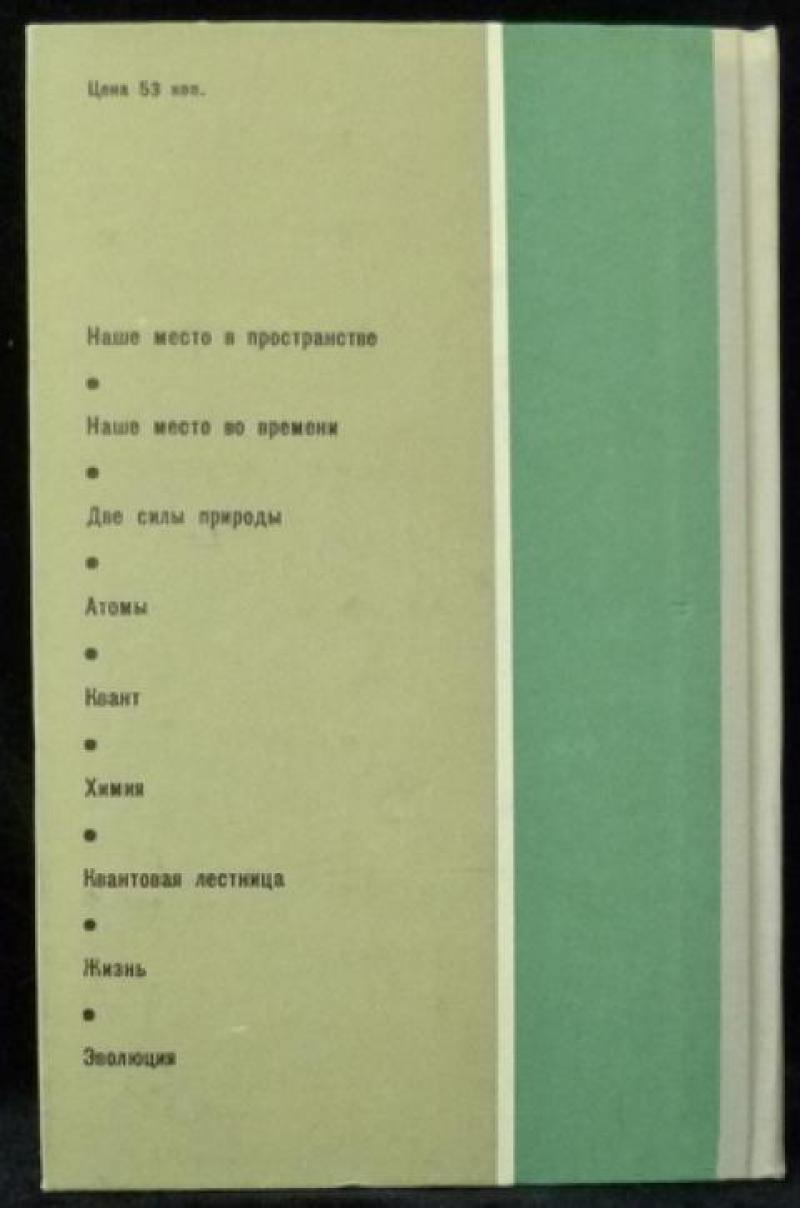 Цена 53 коп.
Наше место в пространстве
•
Наше место во времени
•
Две силы природы
•
Атомы
•
Квант
•
Химия
•
Квантовая лестница
•
Жизнь
•
Эволюция